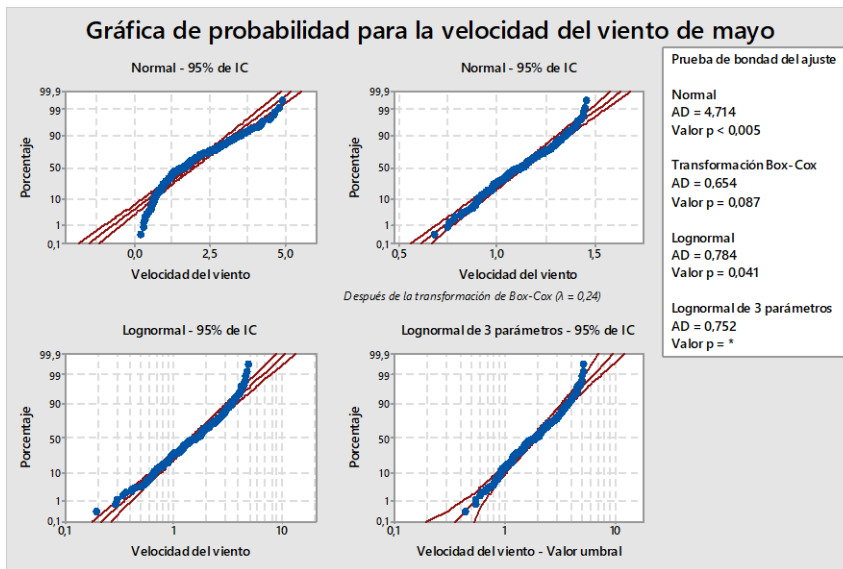 Gráfica de probabilidad para la velocidad del viento de mayo
Normal - 95% de IC
99,9
99
90
50
10
1
0,1
Porcentaje
0,0
2,5
5,0
Velocidad del viento
Normal - 95% de IC
99,9
99
90
50
10
1
0,1
Porcentaje
0,5
1,0
1,5
Velocidad del viento
Después de la transformación de Box-Cox (λ = 0,24)
Lognormal - 95% de IC
99,9
99
90
50
10
1
0,1
Porcentaje
0,1
1
10
Velocidad del viento
Lognormal de 3 parámetros - 95% de IC
99,9
99
90
50
10
1
0,1
Porcentaje
0,1
1
10
Velocidad del viento - Valor umbral
Prueba de bondad del ajuste
Normal
AD = 4,714
Valor p < 0,005
Transformación Box-Cox
AD = 0,654
Valor p = 0,087
Lognormal
AD = 0,784
Valor p = 0,041
Lognormal de 3 parámetros
AD = 0,752
Valor p = *